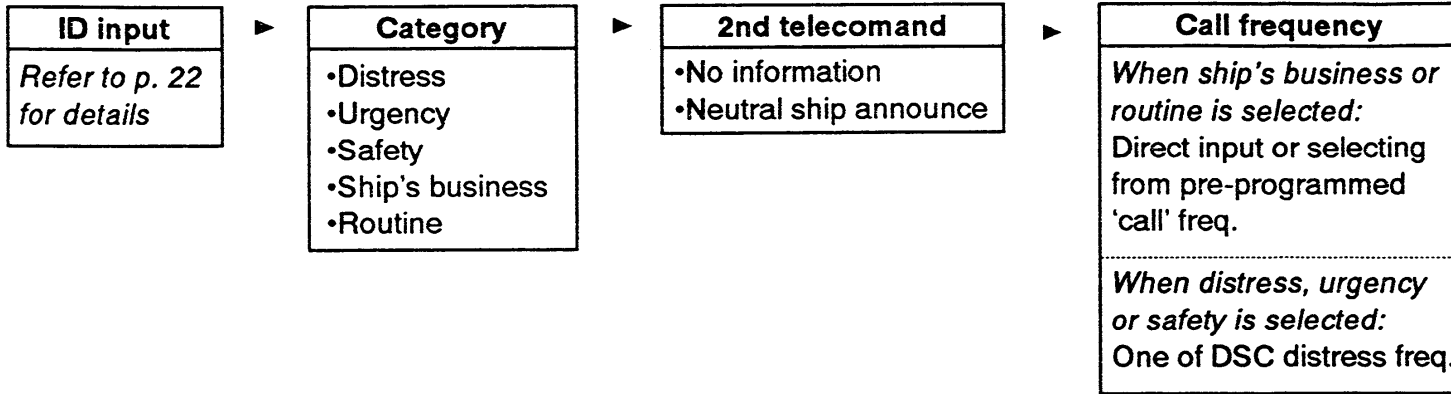 ID input
Refer to p. 22
for details
Category
•Distress
•Urgency
•Safety
•Ship's business
•Routine
2nd telecomand
•No information
•Neutral ship announce
Call frequency
When ship's business or
routine is selected:
Direct input or selecting
from pre-programmed
‘call’ freq.
When distress, urgency
or safety is selected:
One of DSC distress freq.